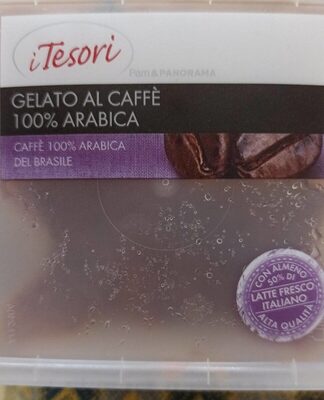 i Tesori
Pam&PANORAMA
GELATO AL CAFFÈ
100% ARABICA
CAFFÈ 100% ARABICA
DEL BRASILE
CON ALMENO
50% DI
LATTE FRESCO
ITALIANO
ALTA QUALITÀ